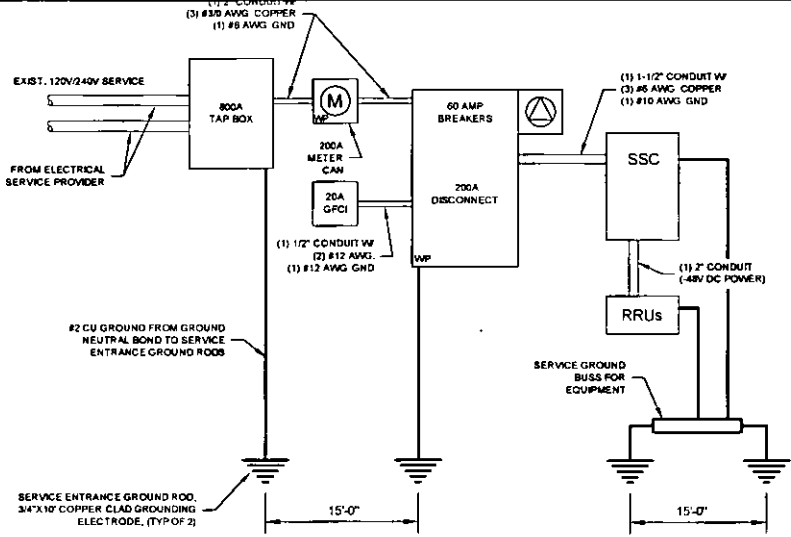 (1) 2" CONDUIT W/
(3) #3/0 AWG COPPER
(1) #6 AWG GND
EXIST. 120V/240V SERVICE
FROM ELECTRICAL
SERVICE PROVIDER
800A
TAP BOX
M
WP
200A
METER
CAN
20A
GFCI
(1) 1/2" CONDUIT W/
(2) #12 AWG.
(1) #12 AWG GND
60 AMP
BREAKERS
200A
DISCONNECT
WP
(1) 1-1/2" CONDUIT W/
(3) #6 AWG COPPER
(1) #10 AWG GND
SSC
(1) 2" CONDUIT
(-48V DC POWER)
RRUs
#2 CU GROUND FROM GROUND
NEUTRAL BOND TO SERVICE
ENTRANCE GROUND RODS
SERVICE GROUND
BUSS FOR
EQUIPMENT
SERVICE ENTRANCE GROUND ROD,
3/4"X10' COPPER CLAD GROUNDING
ELECTRODE, (TYP OF 2)
15'-0"
15'-0"